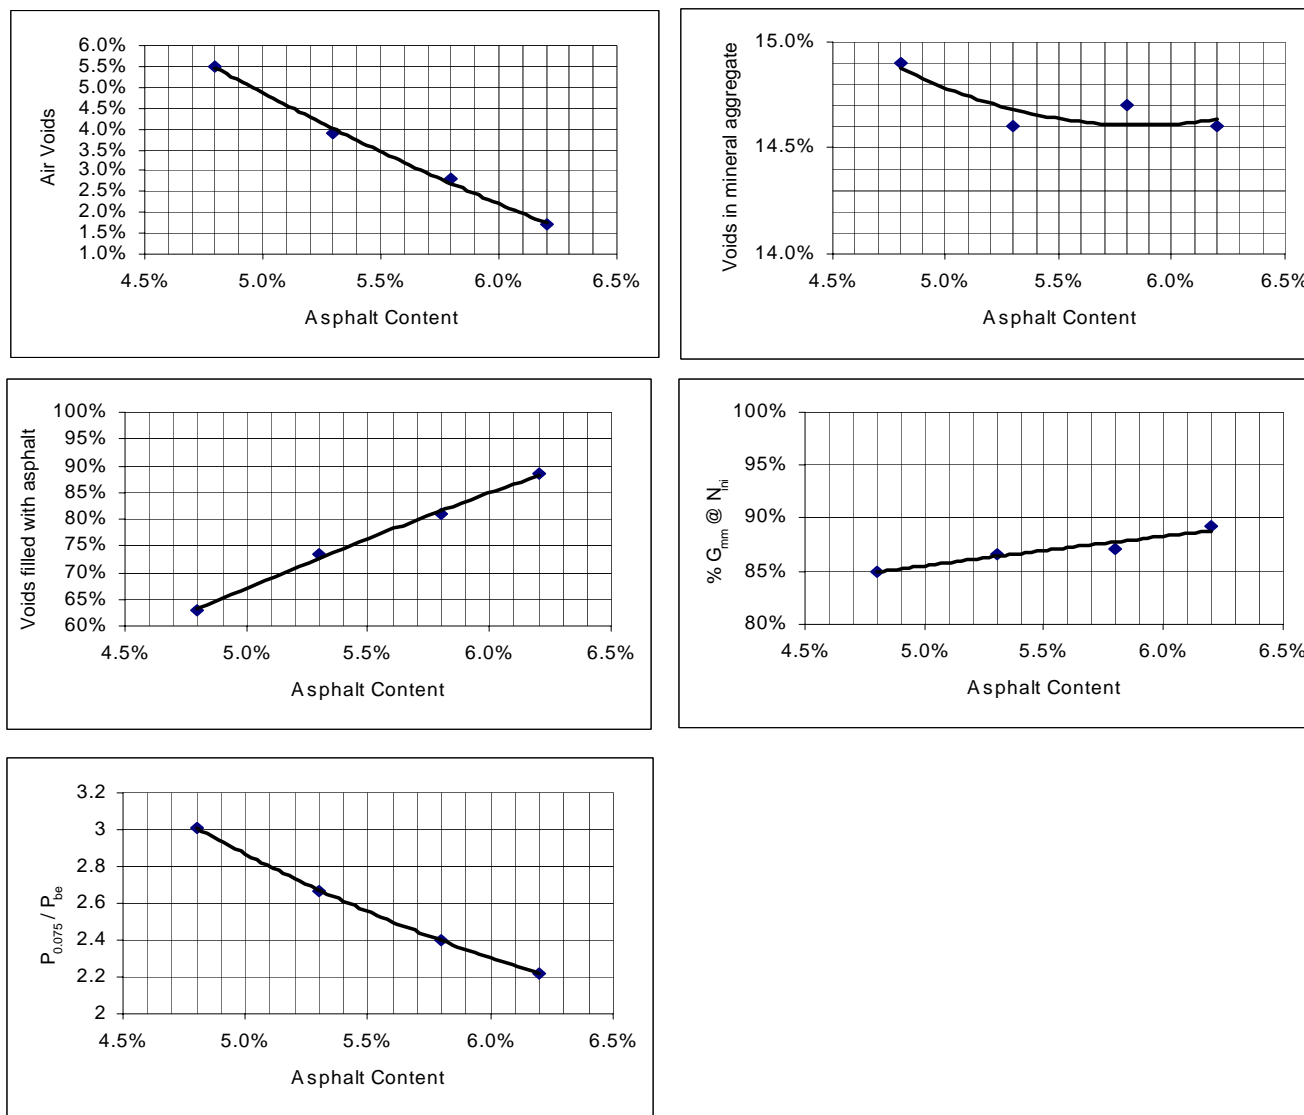 Air Voids
6.0%
5.5%
5.0%
4.5%
4.0%
3.5%
3.0%
2.5%
2.0%
1.5%
1.0%
4.5% 5.0% 5.5% 6.0% 6.5%
Asphalt Content
Voids in mineral aggregate
15.0%
14.5%
14.0%
4.5% 5.0% 5.5% 6.0% 6.5%
Asphalt Content
Voids filled with asphalt
100%
95%
90%
85%
80%
75%
70%
65%
60%
4.5% 5.0% 5.5% 6.0% 6.5%
Asphalt Content
% Gmm @ Nini
100%
95%
90%
85%
80%
4.5% 5.0% 5.5% 6.0% 6.5%
Asphalt Content
P0.075 / Pbe
3.2
3
2.8
2.6
2.4
2.2
2
4.5% 5.0% 5.5% 6.0% 6.5%
Asphalt Content